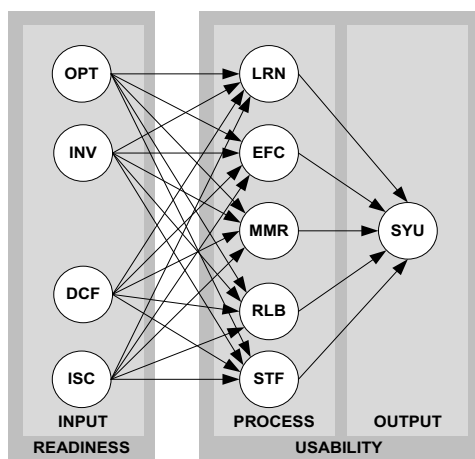 OPT
LRN
INV
EFC
MMR
SYU
DCF
RLB
ISC
STF
INPUT
PROCESS
OUTPUT
READINESS
USABILITY